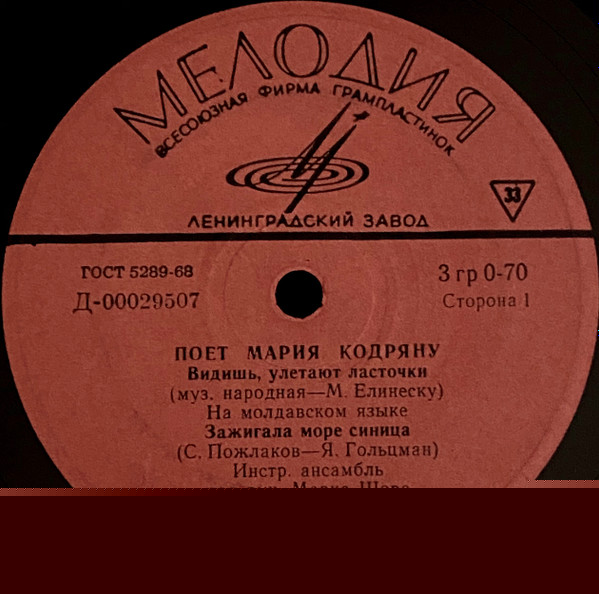 МЕЛОДИЯ
ВСЕСОЮЗНАЯ ФИРМА ГРАМПЛАСТИНОК
33
ЛЕНИНГРАДСКИЙ ЗАВОД
ГОСТ 5289-68
3 гр 0-70
Д-00029507
Сторона 1
ПОЕТ МАРИЯ КОДРЯНУ
Видишь, улетают ласточки
(муз. народная—М. Елинеску)
На молдавском языке
Зажигала море синица
(С. Пожлаков—Я. Гольцман)
Инстр. ансамбль